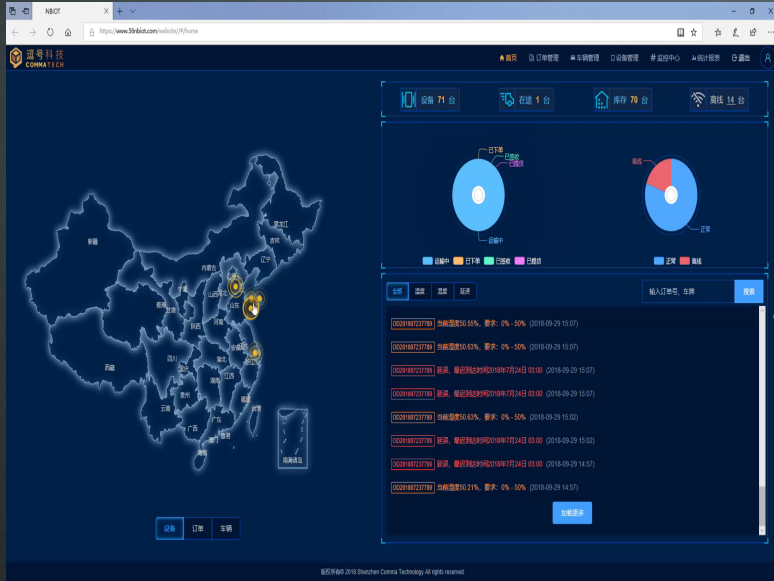 NBIOT
https://www.56nbiot.com/website//#/home
逗号科技
COMMATECH
首页 订单管理 车辆管理 设备管理 监控中心 统计报表 退出
设备 71 台 在途 1 台 库存 70 台 离线 14 台
已下单
已签收
已提货
运输中
离线
正常
运输中 已下单 已签收 已提货
正常 离线
黑龙江
吉林
辽宁
新疆
内蒙古
山西
山东
青海
甘肃
陕西
河南
西藏
四川
湖北
安徽
重庆
湖南
江西
贵州
福建
云南
广西
广东
台湾
香港
澳门
海南
南海诸岛
设备 订单 车辆
全部 温度 湿度 延误
输入订单号、车牌 搜索
OD201807237789 当前湿度50.55%，要求：0% - 50% (2018-09-29 15:07)
OD201807237789 当前湿度50.63%，要求：0% - 50% (2018-09-29 15:07)
OD201807237789 延误，最迟到达时间2018年7月24日 03:00 (2018-09-29 15:07)
OD201807237789 延误，最迟到达时间2018年7月24日 03:00 (2018-09-29 15:07)
OD201807237789 当前湿度50.63%，要求：0% - 50% (2018-09-29 15:02)
OD201807237789 延误，最迟到达时间2018年7月24日 03:00 (2018-09-29 15:02)
OD201807237789 延误，最迟到达时间2018年7月24日 03:00 (2018-09-29 14:57)
OD201807237789 当前湿度50.21%，要求：0% - 50% (2018-09-29 14:57)
加载更多
版权所有© 2018 Shenzhen Comma Technology All rights reserved.